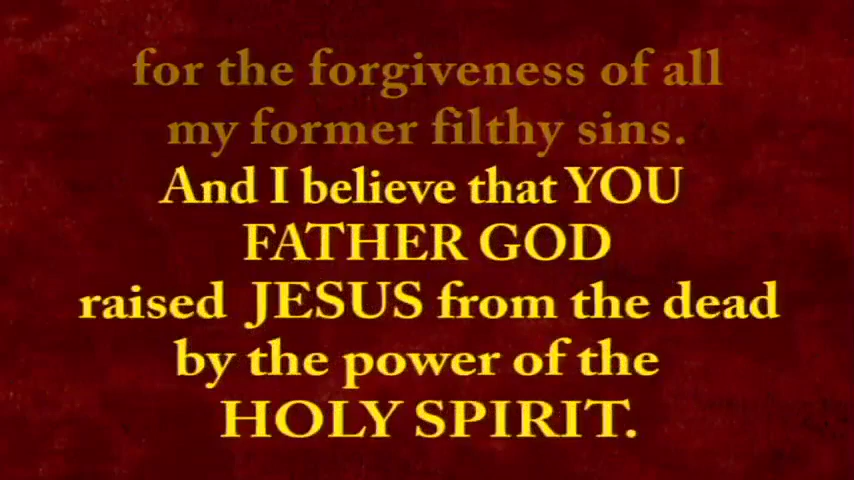 for the forgiveness of all
my former filthy sins.
And I believe that YOU
FATHER GOD
raised JESUS from the dead
by the power of the
HOLY SPIRIT.